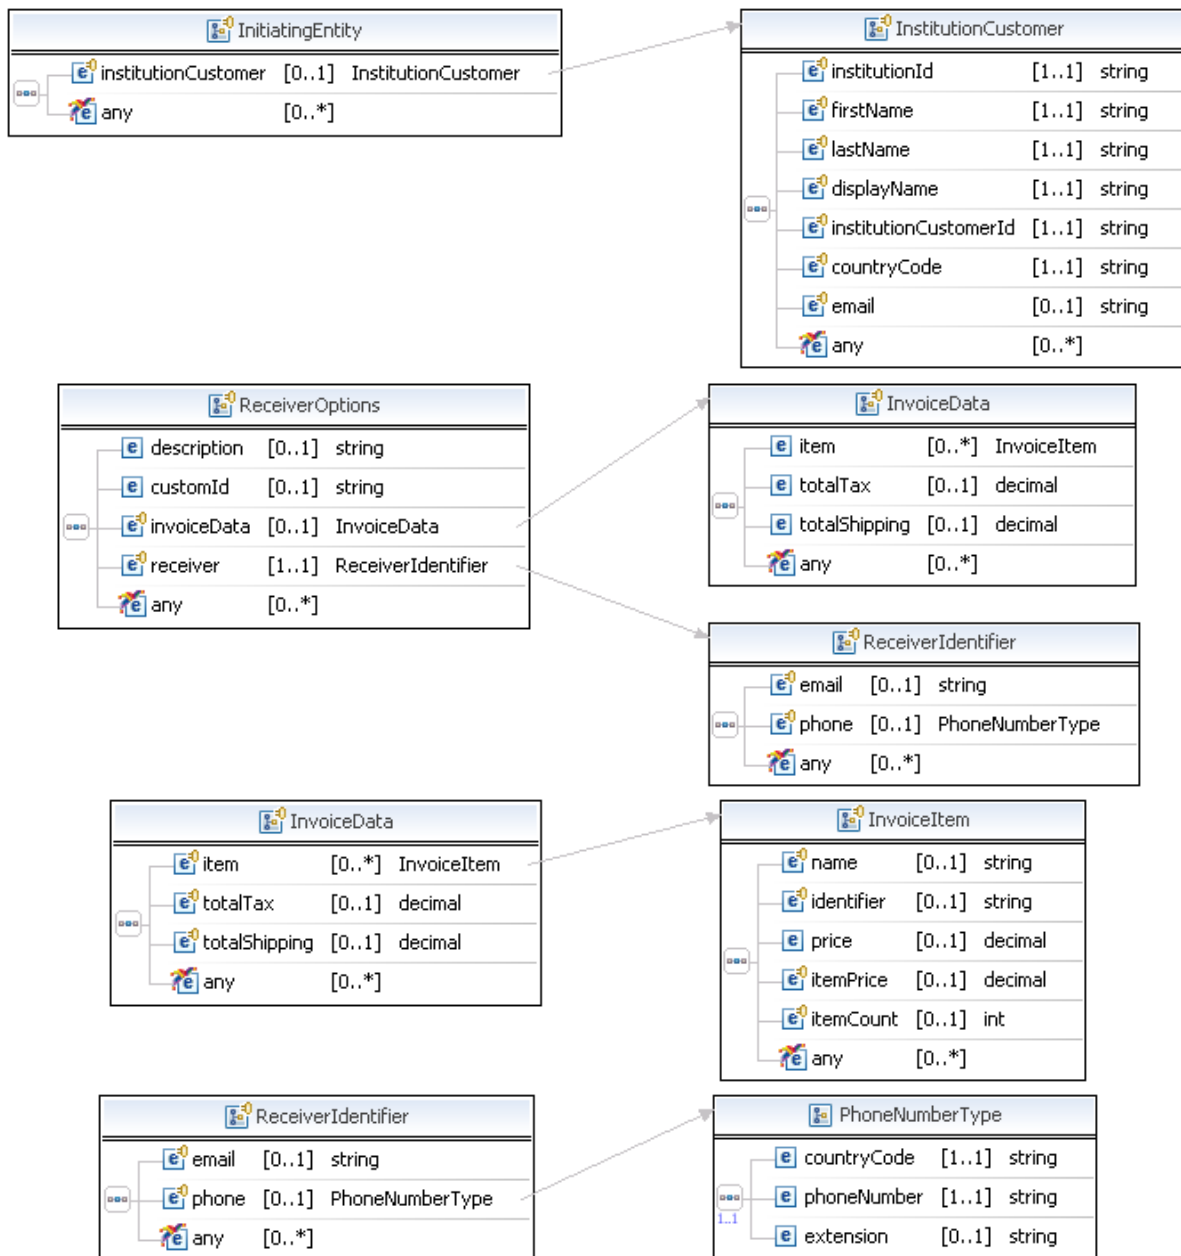 InitiatingEntity
institutionCustomer [0..1] InstitutionCustomer
any [0..*]
InstitutionCustomer
institutionId [1..1] string
firstName [1..1] string
lastName [1..1] string
displayName [1..1] string
institutionCustomerId [1..1] string
countryCode [1..1] string
email [0..1] string
any [0..*]
ReceiverOptions
description [0..1] string
customId [0..1] string
invoiceData [0..1] InvoiceData
receiver [1..1] ReceiverIdentifier
any [0..*]
InvoiceData
item [0..*] InvoiceItem
totalTax [0..1] decimal
totalShipping [0..1] decimal
any [0..*]
ReceiverIdentifier
email [0..1] string
phone [0..1] PhoneNumberType
any [0..*]
InvoiceData
item [0..*] InvoiceItem
totalTax [0..1] decimal
totalShipping [0..1] decimal
any [0..*]
InvoiceItem
name [0..1] string
identifier [0..1] string
price [0..1] decimal
itemPrice [0..1] decimal
itemCount [0..1] int
any [0..*]
ReceiverIdentifier
email [0..1] string
phone [0..1] PhoneNumberType
any [0..*]
PhoneNumberType
countryCode [1..1] string
phoneNumber [1..1] string
1..1
extension [0..1] string